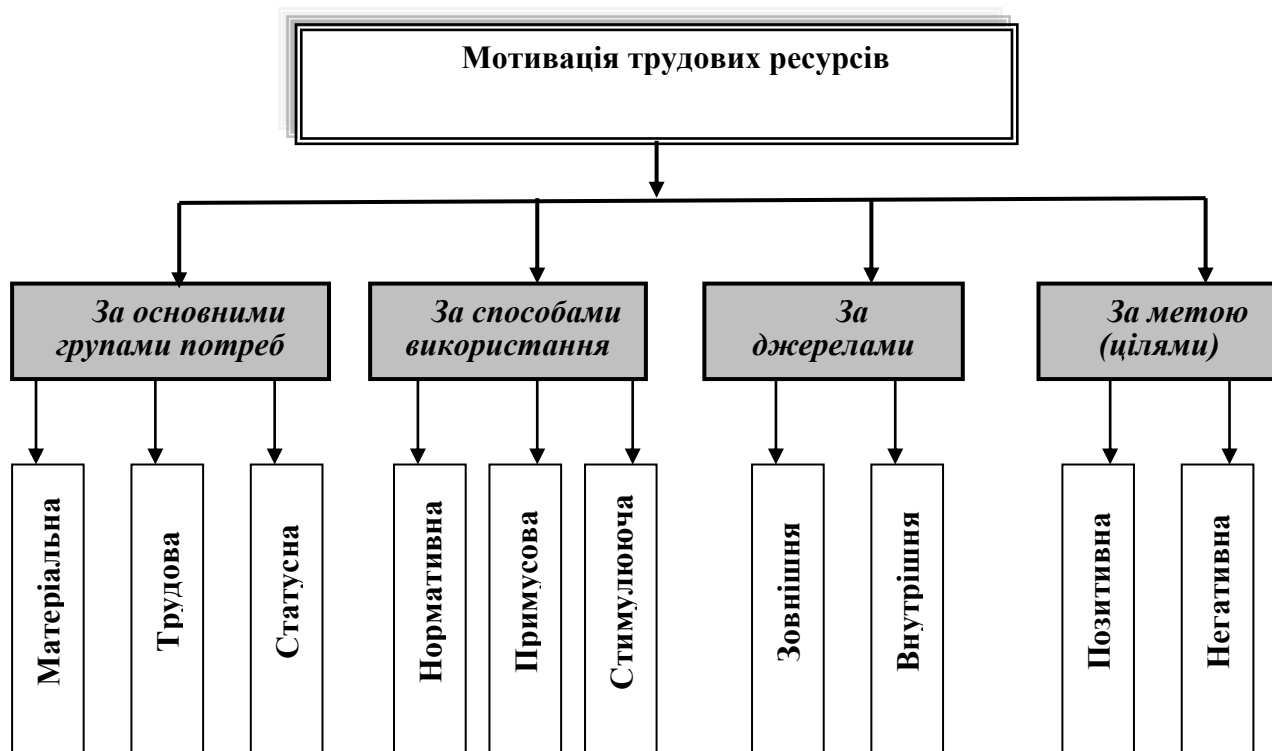 Мотивація трудових ресурсів
За основними
групами потреб
За способами
використання
За
джерелами
За метою
(цілями)
Матеріальна
Трудова
Статусна
Нормативна
Примусова
Стимулююча
Зовнішня
Внутрішня
Позитивна
Негативна